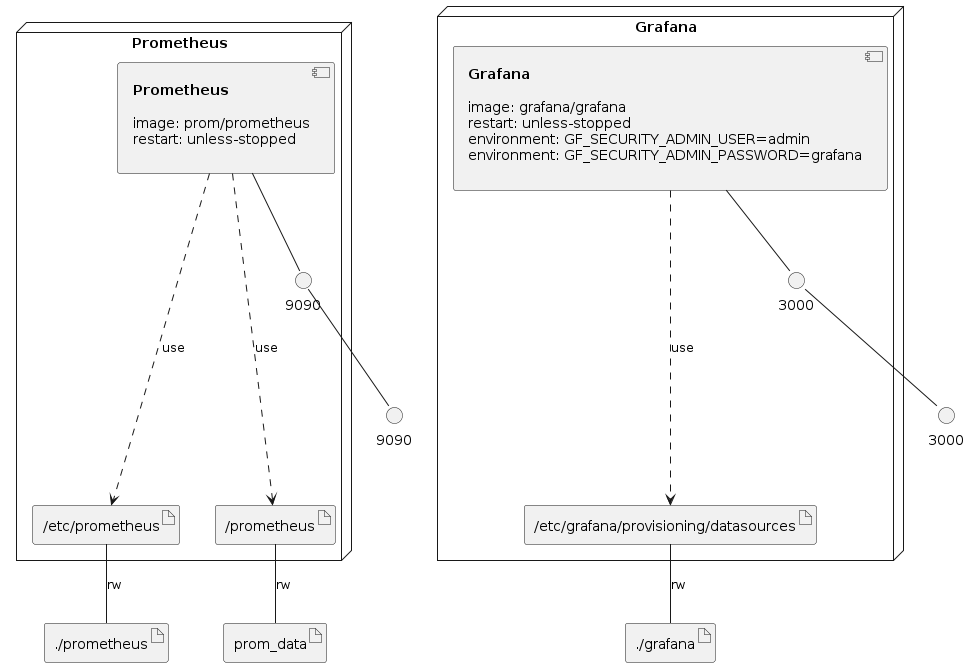 Prometheus
Prometheus
image: prom/prometheus
restart: unless-stopped
9090
use
use
9090
/etc/prometheus
/prometheus
rw
rw
./prometheus
prom_data
Grafana
Grafana
image: grafana/grafana
restart: unless-stopped
environment: GF_SECURITY_ADMIN_USER=admin
environment: GF_SECURITY_ADMIN_PASSWORD=grafana
3000
use
3000
/etc/grafana/provisioning/datasources
rw
./grafana